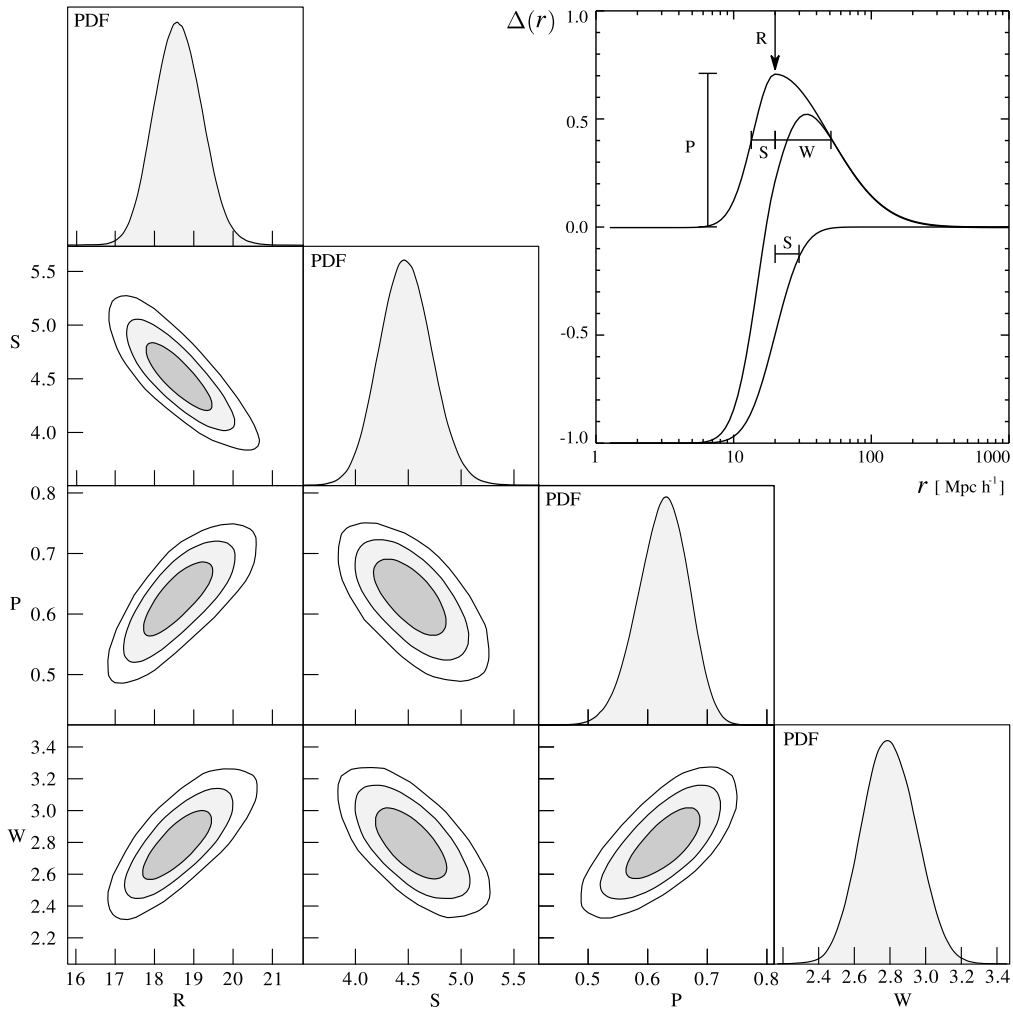 PDF
Δ(r)
1.0
0.5
0.0
-0.5
-1.0
R
P
S
W
S
1
10
100
1000
r [ Mpc h⁻¹]
S
5.5
5.0
4.5
4.0
PDF
P
0.8
0.7
0.6
0.5
PDF
W
3.4
3.2
3.0
2.8
2.6
2.4
2.2
PDF
16 17 18 19 20 21
R
4.0 4.5 5.0 5.5
S
0.5 0.6 0.7 0.8
P
2.4 2.6 2.8 3.0 3.2 3.4
W